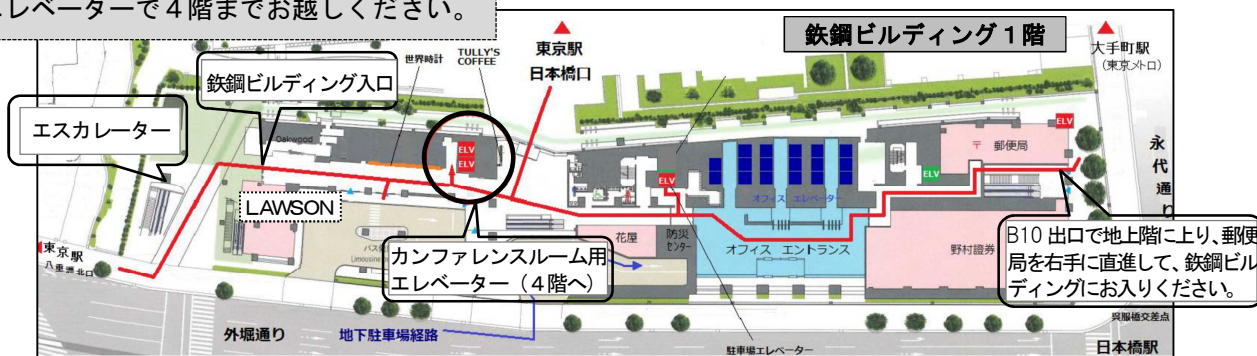 エレベーターで４階までお越しください。
鉄鋼ビルディング１階
東京駅
日本橋口
大手町駅
(東京メトロ)
世界時計
TULLY'S
COFFEE
鉄鋼ビルディング入口
エスカレーター
Oakwood
ELV
ELV
ELV
ELV
ELV
〒 郵便局
永代通り
オフィス エレベーター
LAWSON
花屋
防災
センター
オフィス エントランス
野村證券
カンファレンスルーム用
エレベーター（４階へ）
B10 出口で地上階に上り、郵便
局を右手に直進して、鉄鋼ビル
ディングにお入りください。
東京駅
八重洲北口
Limousine
外堀通り
地下駐車場経路
駐車場エレベーター
呉服橋交差点
日本橋駅